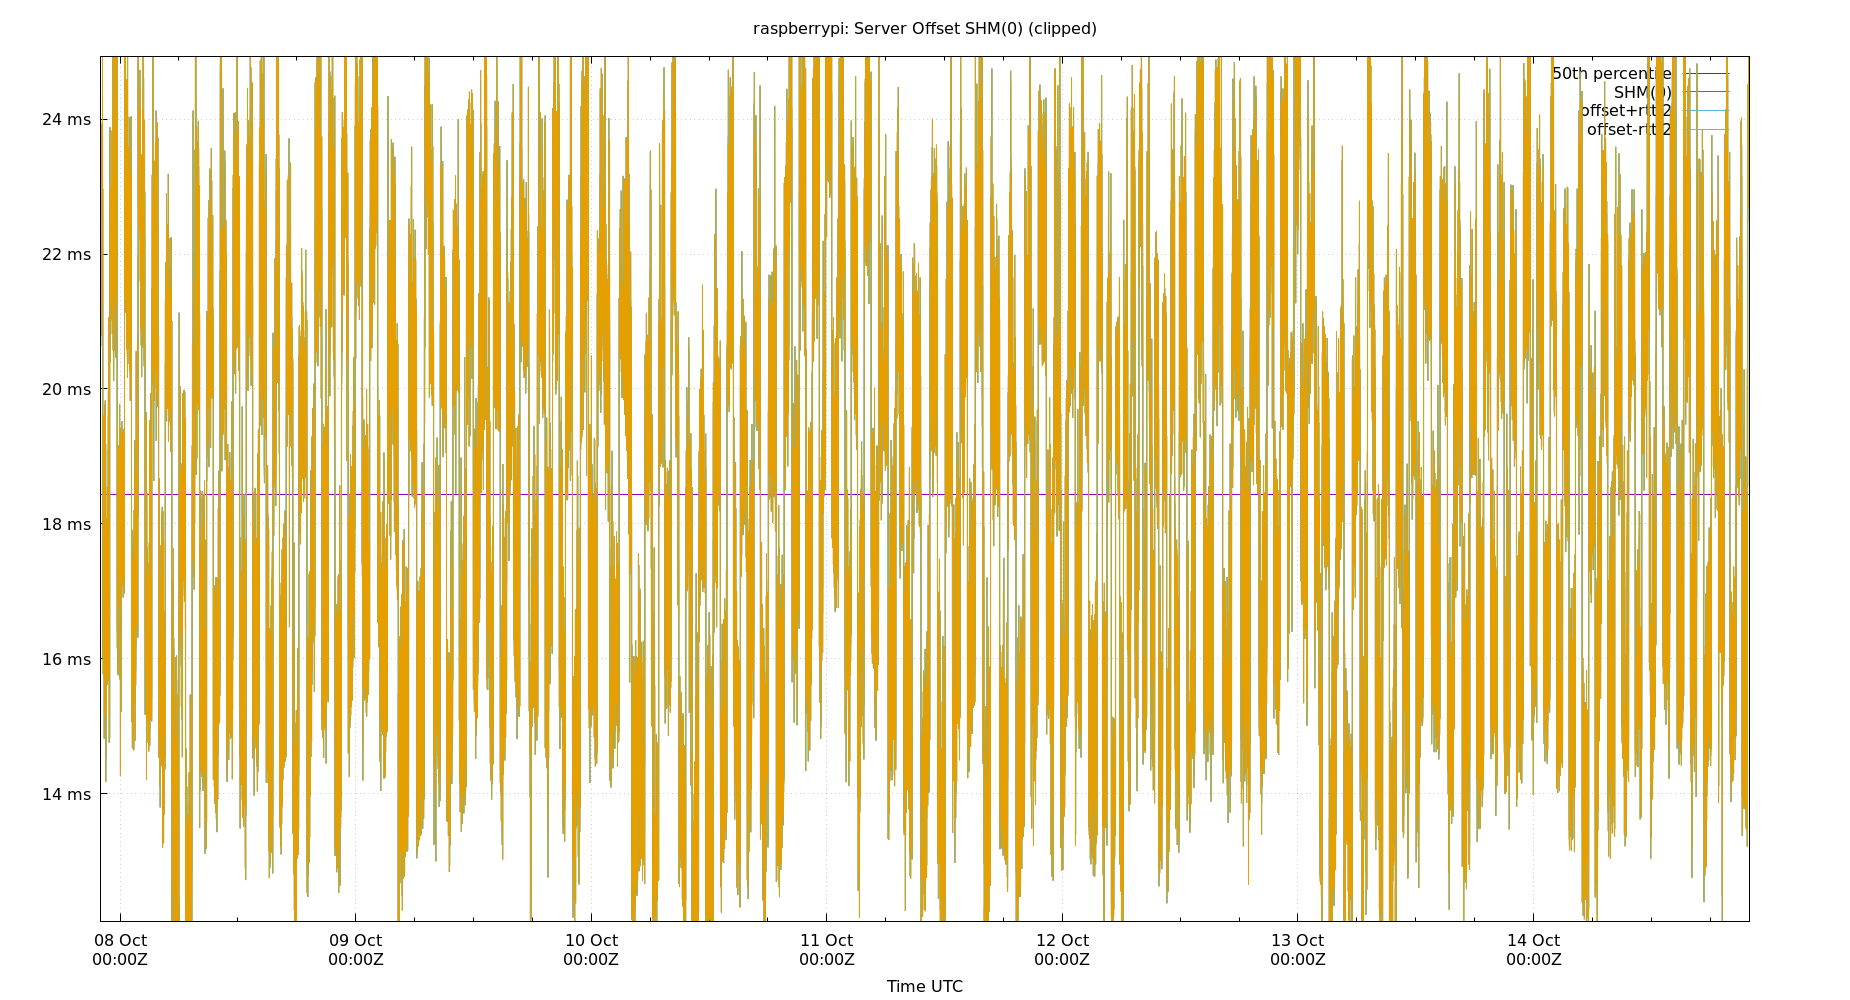 raspberrypi: Server Offset SHM(0) (clipped)
50th percentile
SHM(0)
offset+rtt/2
offset-rtt/2
24 ms
22 ms
20 ms
18 ms
16 ms
14 ms
08 Oct 09 Oct 10 Oct 11 Oct 12 Oct 13 Oct 14 Oct
00:00Z 00:00Z 00:00Z 00:00Z 00:00Z 00:00Z 00:00Z
Time UTC